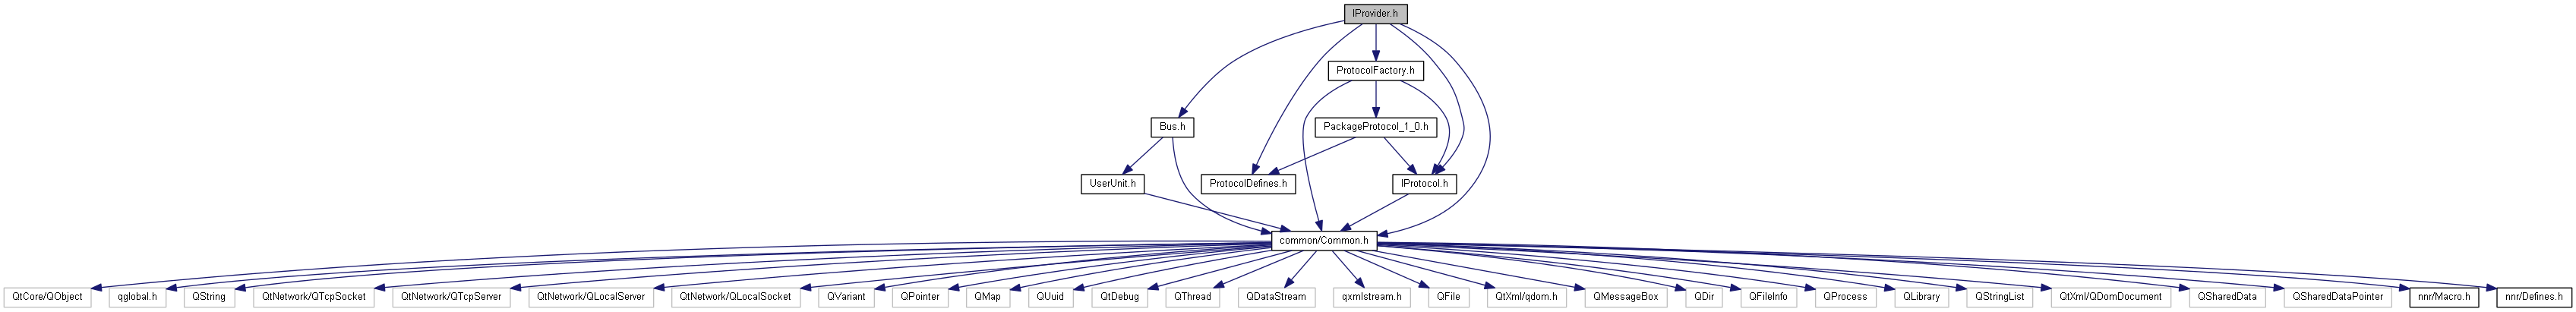 IProvider.h
ProtocolFactory.h
Bus.h
PackageProtocol_1_0.h
UserUnit.h
ProtocolDefines.h
IProtocol.h
common/Common.h
QtCore/QObject
qglobal.h
QString
QtNetwork/QTcpSocket
QtNetwork/QTcpServer
QtNetwork/QLocalServer
QtNetwork/QLocalSocket
QVariant
QPointer
QMap
QUuid
QtDebug
QThread
QDataStream
qxmlstream.h
QFile
QtXml/qdom.h
QMessageBox
QDir
QFileInfo
QProcess
QLibrary
QStringList
QtXml/QDomDocument
QSharedData
QSharedDataPointer
nnr/Macro.h
nnr/Defines.h